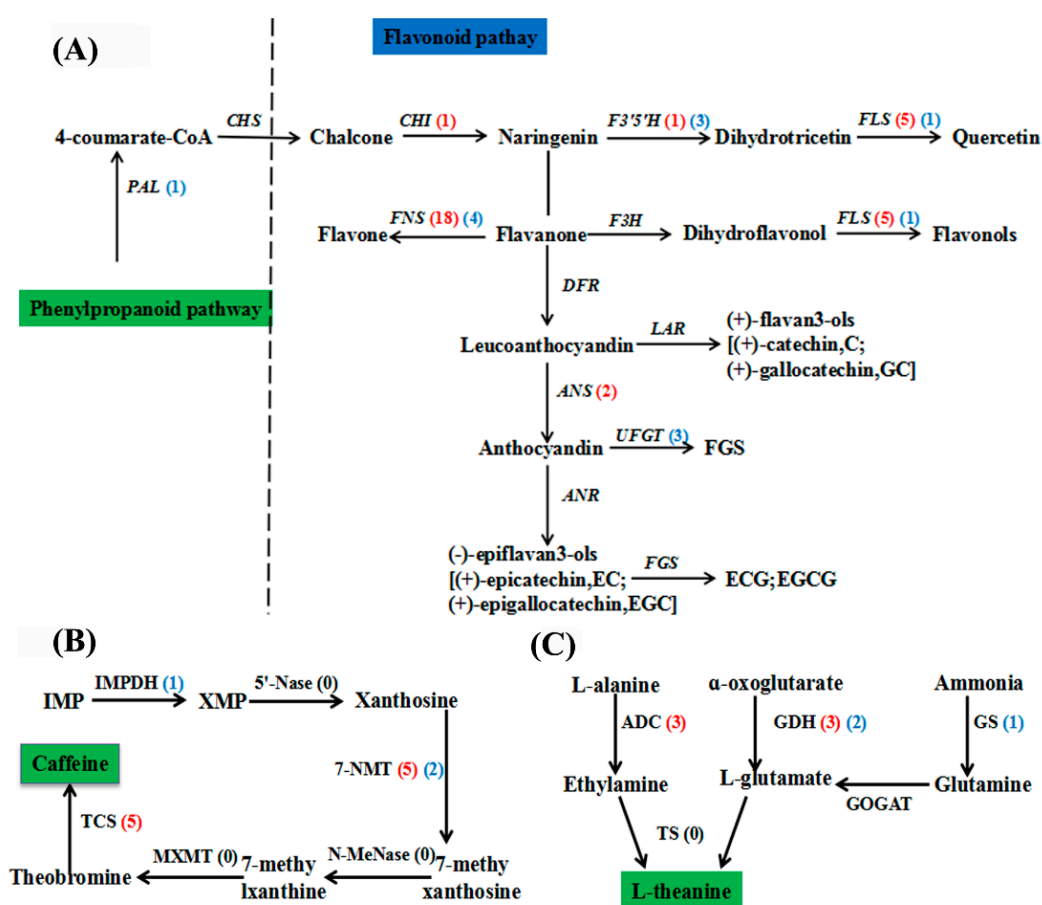 (A)
Flavonoid pathay
4-coumarate-CoA
CHS
Chalcone
CHI (1)
Naringenin
F3'5'H (1) (3)
Dihydrotricetin
FLS (5) (1)
Quercetin
PAL (1)
Phenylpropanoid pathway
Flavone
FNS (18) (4)
Flavanone
F3H
Dihydroflavonol
FLS (5) (1)
Flavonols
DFR
Leucoanthocyandin
LAR
(+)-flavan3-ols
[(+)-catechin,C;
(+)-gallocatechin,GC]
ANS (2)
Anthocyandin
UFGT (3)
FGS
ANR
(-)-epiflavan3-ols
[(+)-epicatechin,EC;
(+)-epigallocatechin,EGC]
FGS
ECG;EGCG
(B)
IMP
IMPDH (1)
XMP
5'-Nase (0)
Xanthosine
7-NMT (5) (2)
7-methy
xanthosine
N-MeNase (0)
7-methy
lxanthine
MXMT (0)
Theobromine
TCS (5)
Caffeine
(C)
L-alanine
α-oxoglutarate
Ammonia
ADC (3)
GDH (3) (2)
GS (1)
Ethylamine
L-glutamate
GOGAT
Glutamine
TS (0)
L-theanine